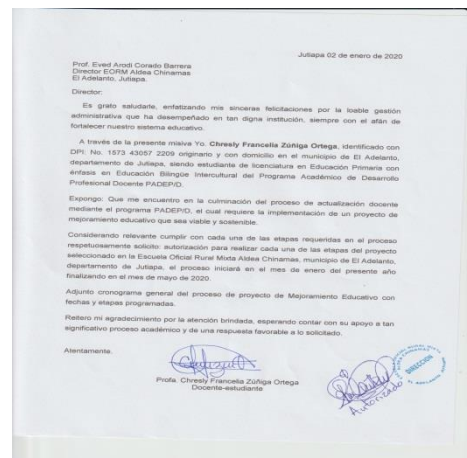 Jutiapa 02 de enero de 2020
Prof. Eved Arodi Corado Barrera
Director EORM Aldea Chinamas
El Adelanto, Jutiapa.
Director:
Es grato saludarle, enfatizando mis sinceras felicitaciones por la loable gestión
administrativa que ha desempeñado en tan digna institución, siempre con el afán de
fortalecer nuestro sistema educativo.
A través de la presente misiva Yo. Chresly Francella Zúñiga Ortega, identificado con
DPI: No. 1573 43057 2209 originario y con domicilio en el municipio de El Adelanto,
departamento de Jutiapa, siendo estudiante de licenciatura en Educación Primaria con
énfasis en Educación Bilingüe Intercultural del Programa Académico de Desarrollo
Profesional Docente PADEP/D.
Expongo: Que me encuentro en la culminación del proceso de actualización docente
mediante el programa PADEP/D, el cual requiere la implementación de un proyecto de
mejoramiento educativo que sea viable y sostenible.
Considerando relevante cumplir con cada una de las etapas requeridas en el proceso
respetuosamente solicito: autorización para realizar cada una de las etapas del proyecto
seleccionado en la Escuela Oficial Rural Mixta Aldea Chinamas, municipio El Adelanto,
departamento de Jutiapa, el proceso iniciará en el mes de enero del presente año
finalizando en el mes de mayo de 2020.
Adjunto cronograma general del proceso de proyecto de Mejoramiento Educativo con
fechas y etapas programadas.
Reitero mi agradecimiento por la atención brindada, esperando contar con su apoyo a tan
significativo proceso académico y de una respuesta favorable a lo solicitado.
Atentamente.
Profa. Chresly Francella Zúñiga Ortega
Docente-estudiante
Autorizado
DIRECCION